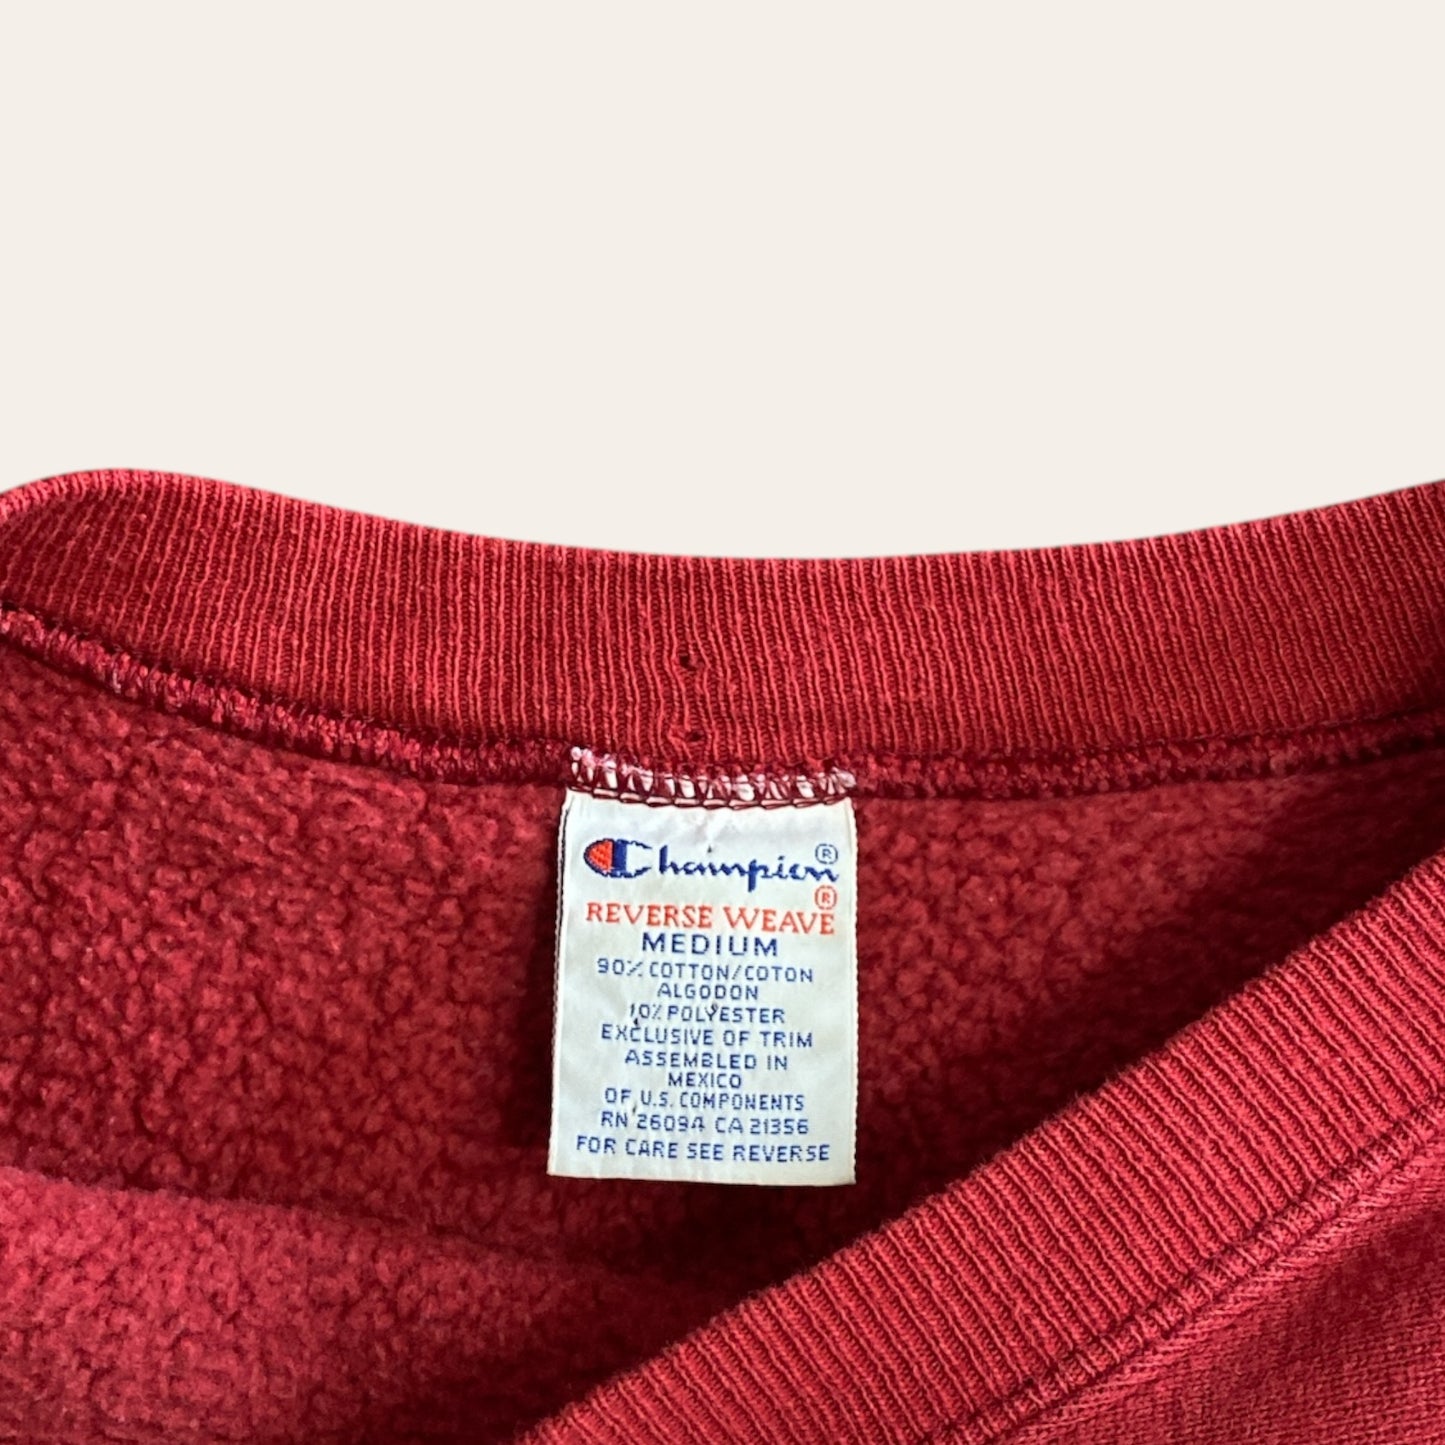 Champion®
REVERSE WEAVE®
MEDIUM
90% COTTON/COTON
ALGODON
10% POLYESTER
EXCLUSIVE OF TRIM
ASSEMBLED IN
MEXICO
OF U.S. COMPONENTS
RN 26094 CA 21356
FOR CARE SEE REVERSE